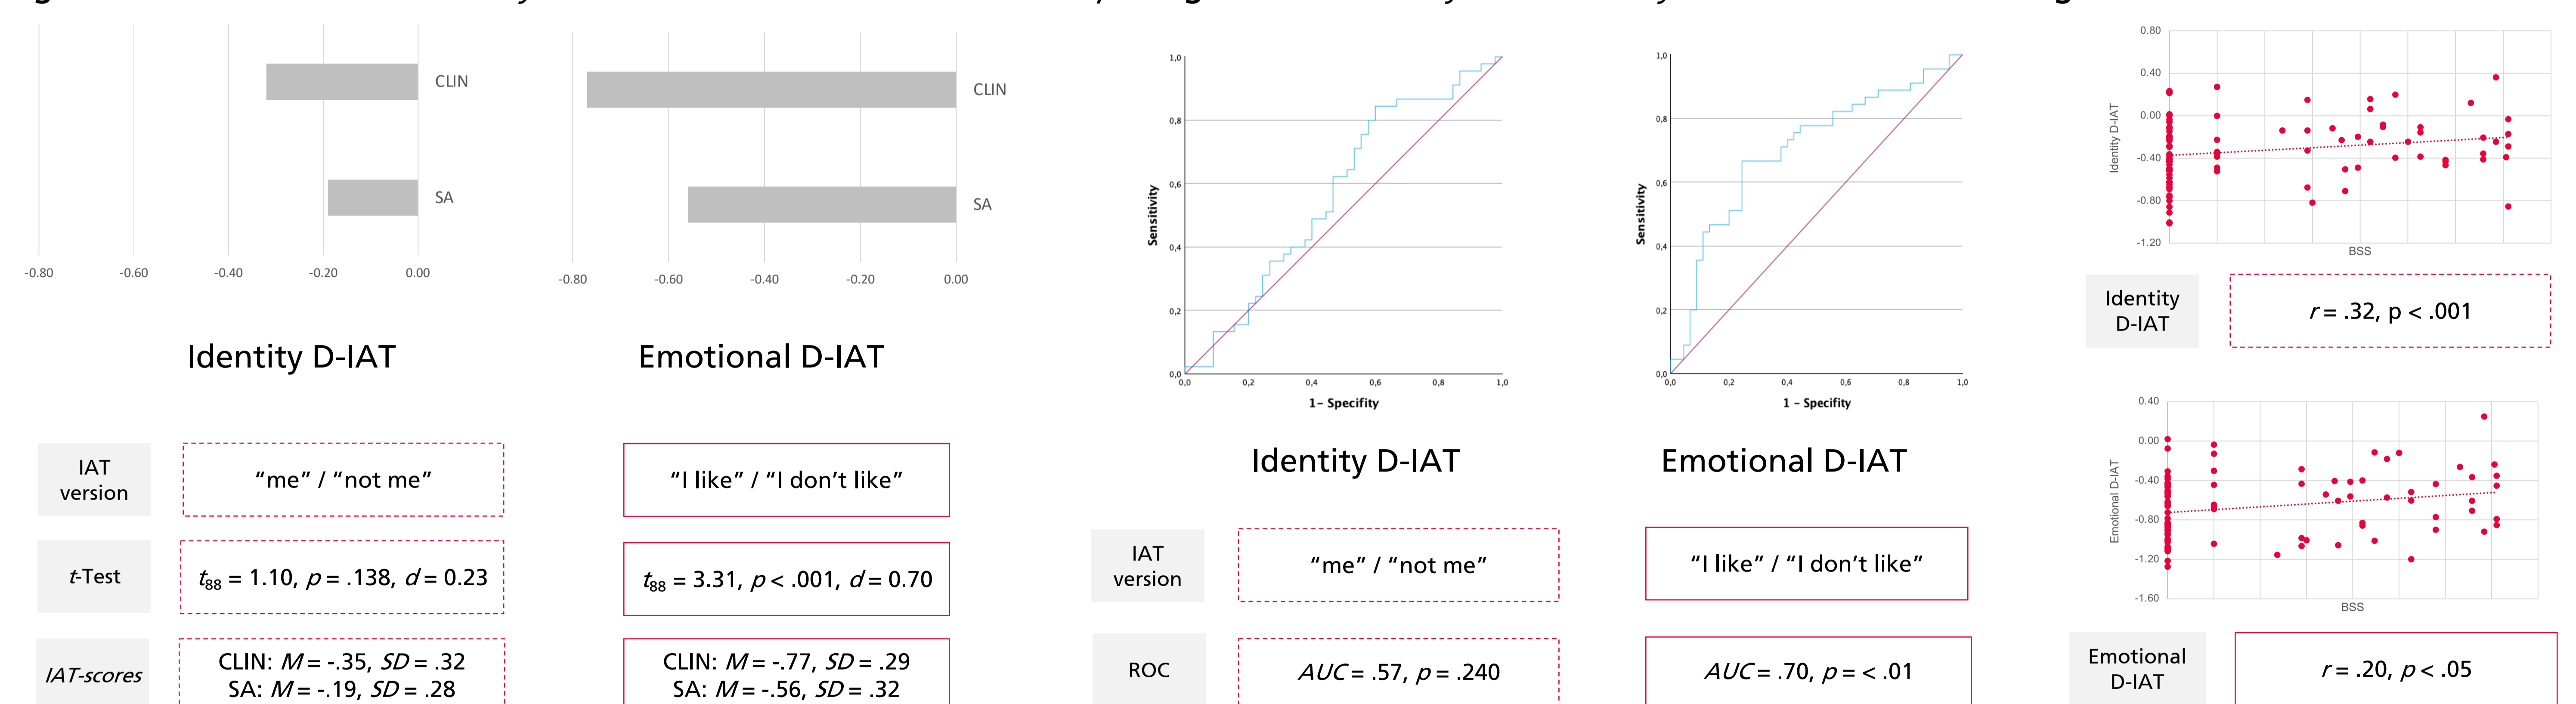 CLIN
SA
-0.80
-0.60
-0.40
-0.20
0.00
CLIN
SA
-0.80
-0.60
-0.40
-0.20
0.00
Identity D-IAT
Emotional D-IAT
IAT
version
“me” / “not me”
“I like” / “I don’t like”
t-Test
t88 = 1.10, p = .138, d = 0.23
t88 = 3.31, p < .001, d = 0.70
IAT-scores
CLIN: M = -.35, SD = .32
SA: M = -.19, SD = .28
CLIN: M = -.77, SD = .29
SA: M = -.56, SD = .32
Sensitivity
1,0
0,8
0,6
0,4
0,2
0,0
0,0
0,2
0,4
0,6
0,8
1,0
1 - Specifity
Sensitivity
1,0
0,8
0,6
0,4
0,2
0,0
0,0
0,2
0,4
0,6
0,8
1,0
1 - Specifity
Identity D-IAT
Emotional D-IAT
IAT
version
“me” / “not me”
“I like” / “I don’t like”
ROC
AUC = .57, p = .240
AUC = .70, p = < .01
Identity D-IAT
0.80
0.40
0.00
-0.40
-0.80
-1.20
BSS
Identity
D-IAT
r = .32, p < .001
Emotional D-IAT
0.40
0.00
-0.40
-0.80
-1.20
-1.60
BSS
Emotional
D-IAT
r = .20, p < .05